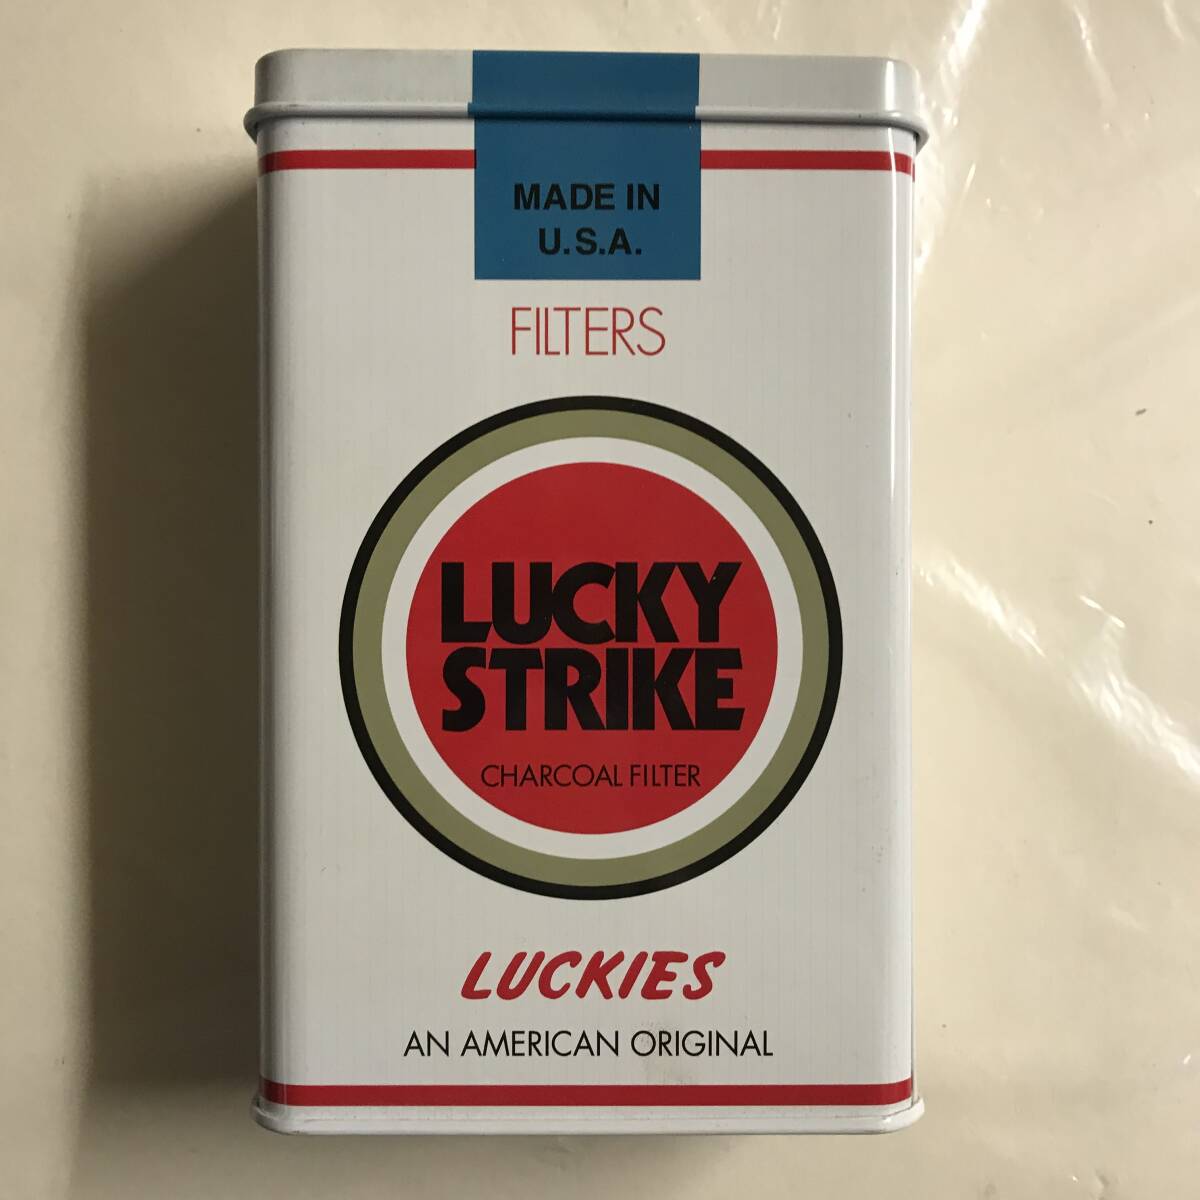 MADE IN
U.S.A.
FILTERS
LUCKY
STRIKE
CHARCOAL FILTER
LUCKIES
AN AMERICAN ORIGINAL